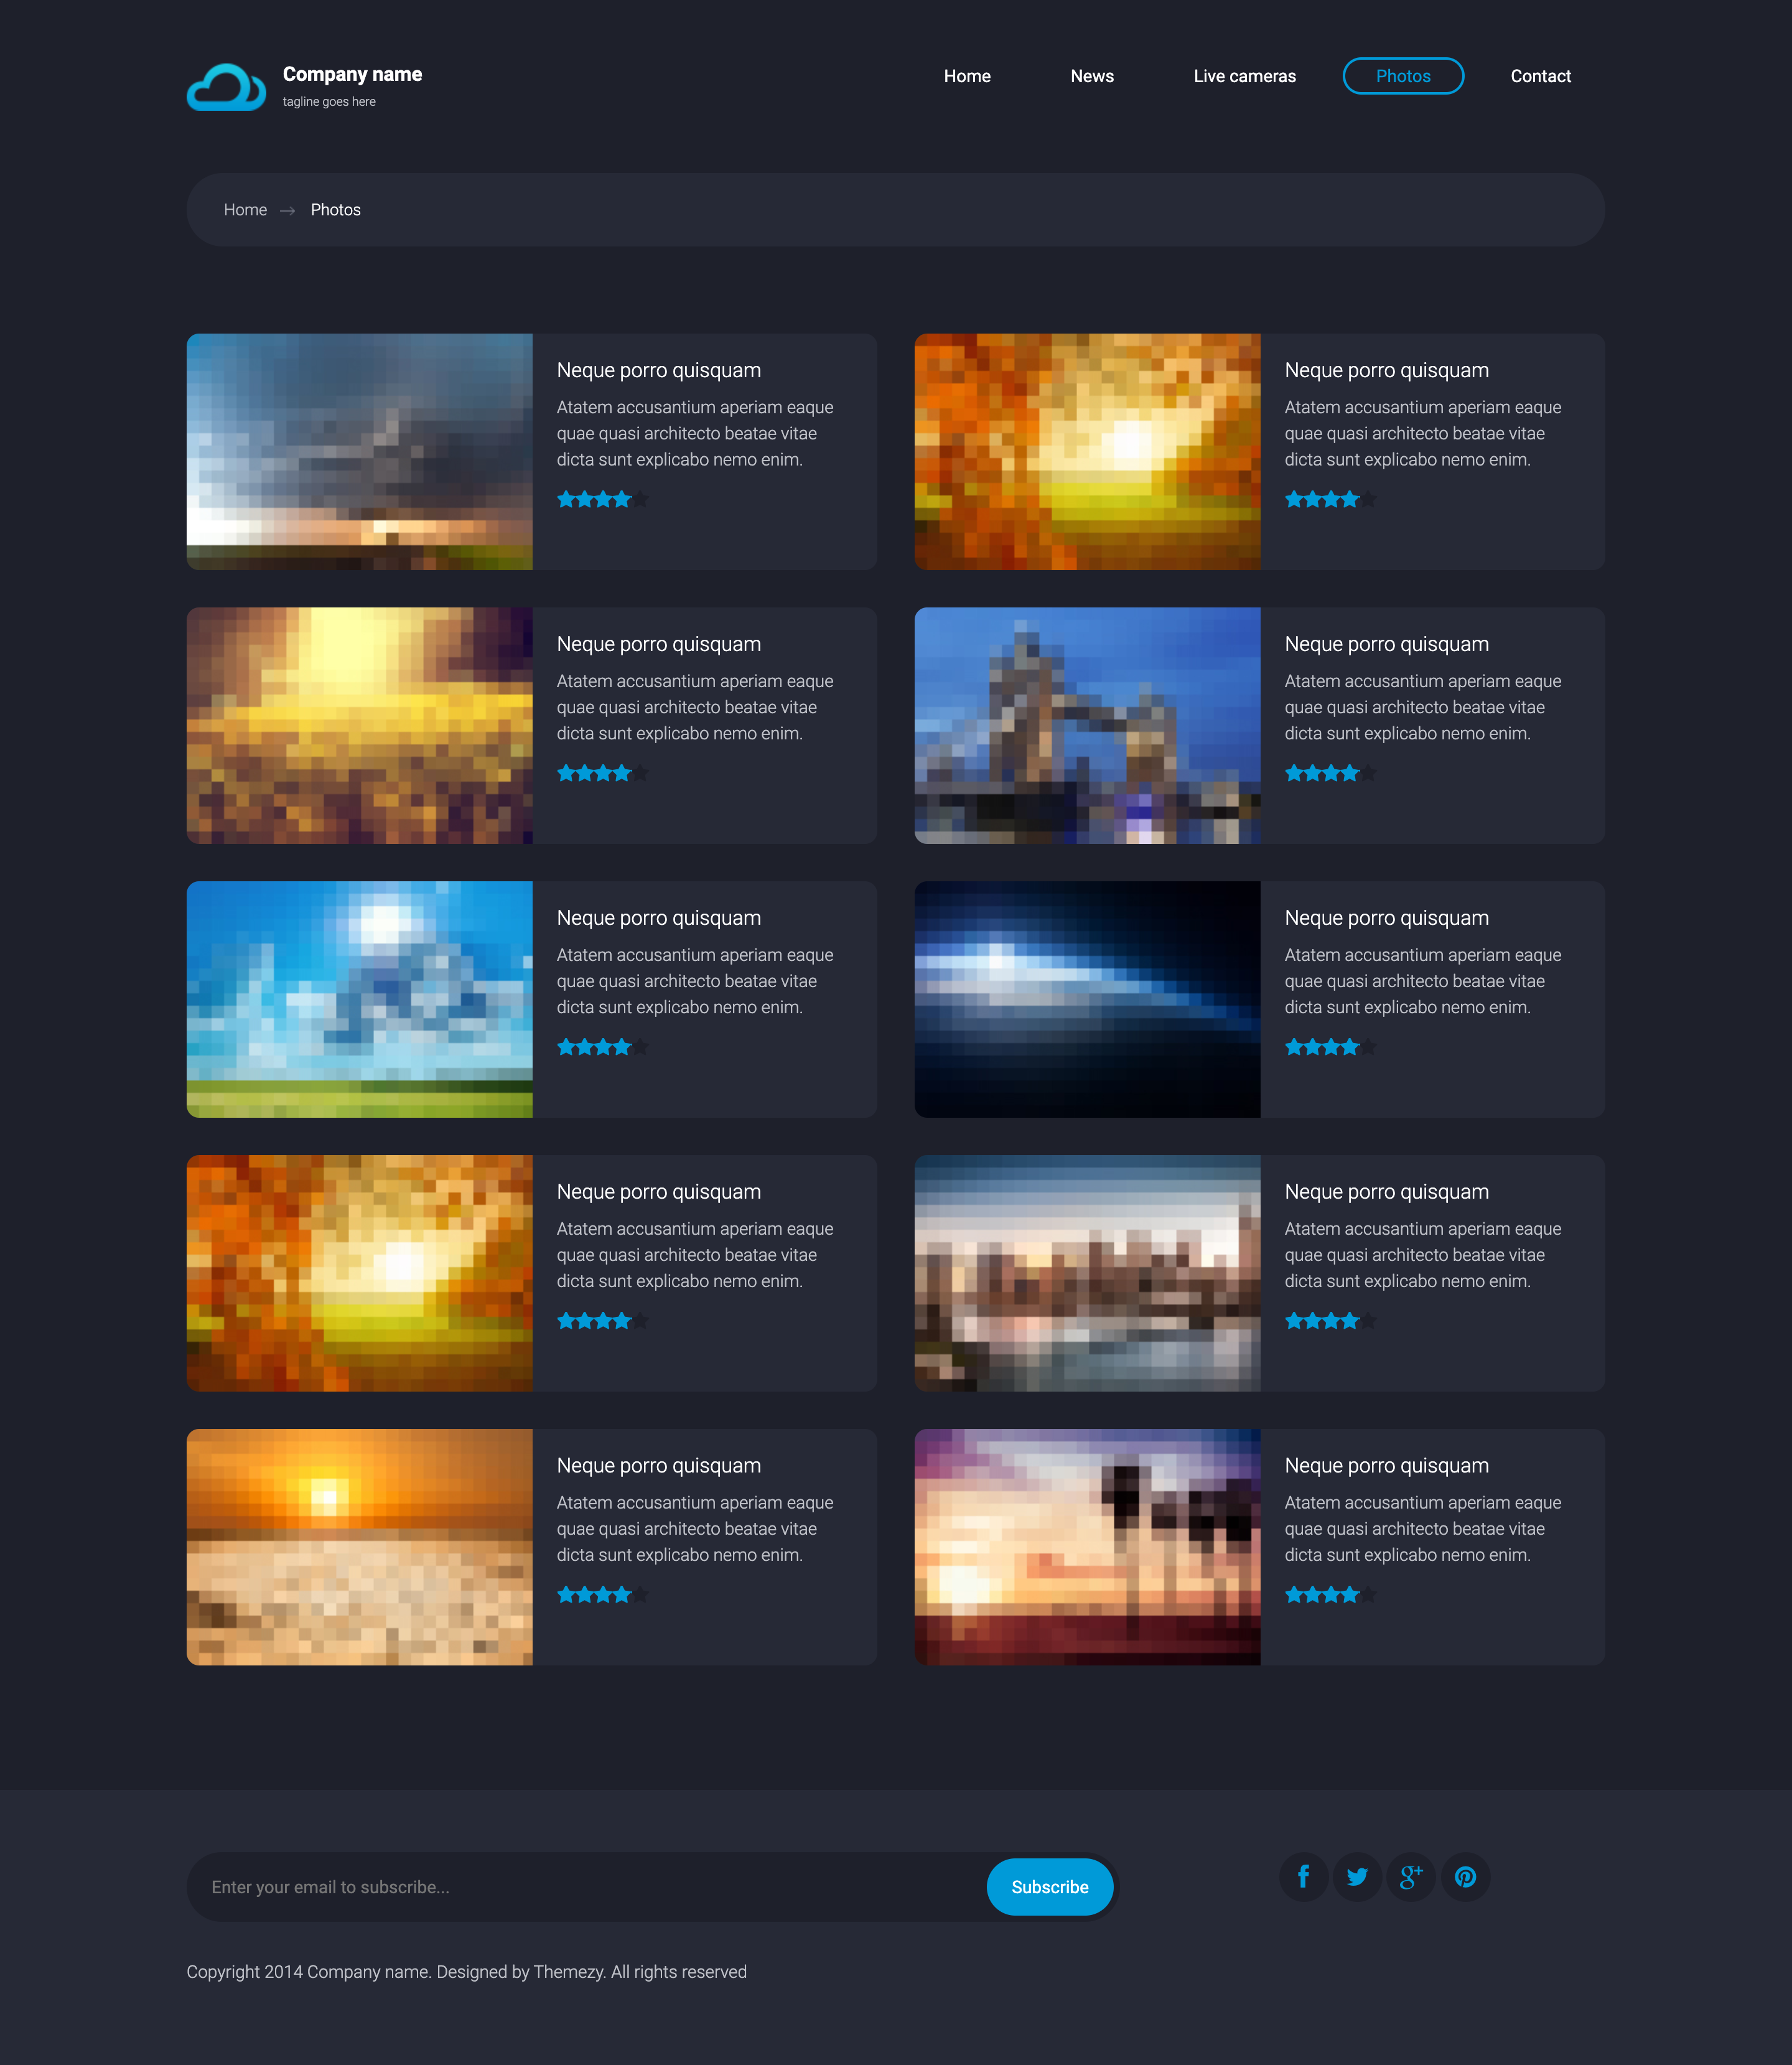 Company name
tagline goes here
Home
News
Live cameras
Photos
Contact
Home → Photos
Neque porro quisquam
Atatem accusantium aperiam eaque
quae quasi architecto beatae vitae
dicta sunt explicabo nemo enim.
Neque porro quisquam
Atatem accusantium aperiam eaque
quae quasi architecto beatae vitae
dicta sunt explicabo nemo enim.
Neque porro quisquam
Atatem accusantium aperiam eaque
quae quasi architecto beatae vitae
dicta sunt explicabo nemo enim.
Neque porro quisquam
Atatem accusantium aperiam eaque
quae quasi architecto beatae vitae
dicta sunt explicabo nemo enim.
Neque porro quisquam
Atatem accusantium aperiam eaque
quae quasi architecto beatae vitae
dicta sunt explicabo nemo enim.
Neque porro quisquam
Atatem accusantium aperiam eaque
quae quasi architecto beatae vitae
dicta sunt explicabo nemo enim.
Neque porro quisquam
Atatem accusantium aperiam eaque
quae quasi architecto beatae vitae
dicta sunt explicabo nemo enim.
Neque porro quisquam
Atatem accusantium aperiam eaque
quae quasi architecto beatae vitae
dicta sunt explicabo nemo enim.
Neque porro quisquam
Atatem accusantium aperiam eaque
quae quasi architecto beatae vitae
dicta sunt explicabo nemo enim.
Neque porro quisquam
Atatem accusantium aperiam eaque
quae quasi architecto beatae vitae
dicta sunt explicabo nemo enim.
Enter your email to subscribe...
Subscribe
Copyright 2014 Company name. Designed by Themezy. All rights reserved